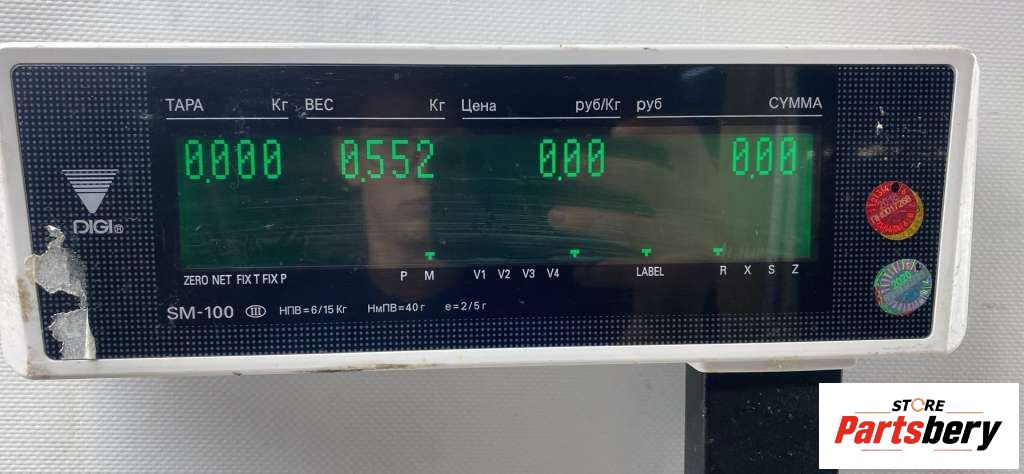 ТАРА Кг ВЕС Кг Цена руб/Кг руб СУММА
0.000 0.552 0.00 0.00
DIGI®
ZERO NET FIX T FIX P P M V1 V2 V3 V4 LABEL R X S Z
SM-100 III НПВ=6/15 Кг НмПВ=40 г e=2/5 г
2020
STORE
Partsbery